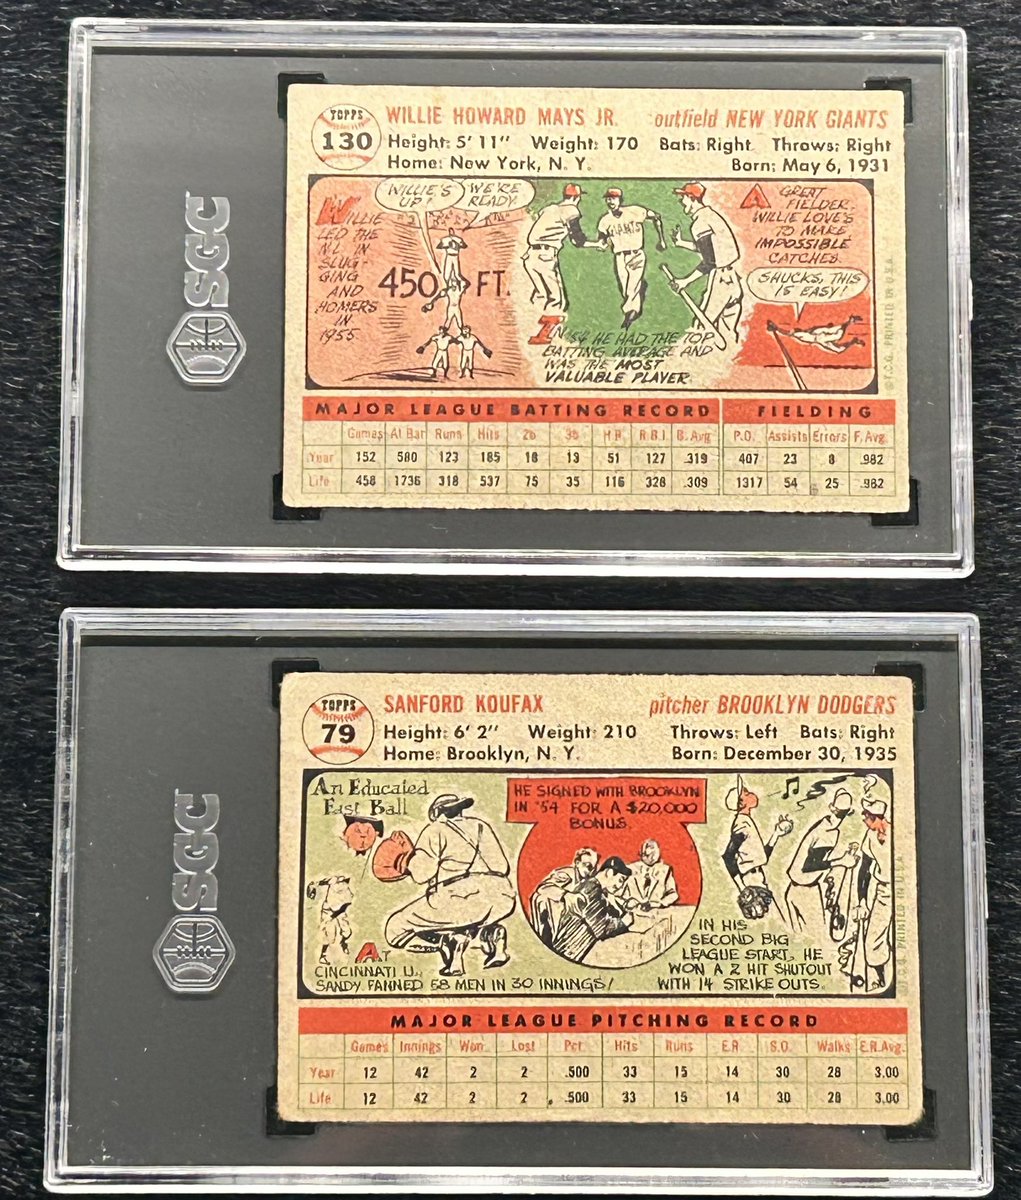 SGC
TOPPS
130
WILLIE HOWARD MAYS JR. outfield NEW YORK GIANTS
Height: 5' 11" Weight: 170 Bats: Right Throws: Right
Home: New York, N. Y. Born: May 6, 1931
WILLIE'S UP!
WE'RE READY
WILLIE
LED THE
N.L. IN
SLUG-
GING
AND
HOMERS
IN
1955
450 FT.
GIANTS
IN '54 HE HAD THE TOP
BATTING AVERAGE AND
WAS THE MOST
VALUABLE PLAYER
A GREAT
FIELDER.
WILLIE LOVE'S
TO MAKE
IMPOSSIBLE
CATCHES.
SHUCKS, THIS
IS EASY!
© T.C.G. PRINTED IN U.S.A.
MAJOR LEAGUE BATTING RECORD FIELDING
Games At Bat Runs Hits 2b 3b H.R. R.B.I. B. Avg. P.O. Assists Errors F. Avg.
Year 152 580 123 185 18 13 51 127 .319 407 23 8 .982
Life 458 1736 318 537 75 35 116 328 .309 1317 54 25 .982
SGC
TOPPS
79
SANFORD KOUFAX pitcher BROOKLYN DODGERS
Height: 6' 2" Weight: 210 Throws: Left Bats: Right
Home: Brooklyn, N. Y. Born: December 30, 1935
An Educated
Fast Ball
AT
CINCINNATI U.,
SANDY FANNED 58 MEN IN 30 INNINGS!
HE SIGNED WITH BROOKLYN
IN '54 FOR A $20,000
BONUS.
IN HIS
SECOND BIG
LEAGUE START, HE
WON A 2 HIT SHUTOUT
WITH 14 STRIKE OUTS.
PRINTED IN U.S.A.
MAJOR LEAGUE PITCHING RECORD
Games Innings Won Lost Pct. Hits Runs E.R. S.O. Walks E.R.Avg.
Year 12 42 2 2 .500 33 15 14 30 28 3.00
Life 12 42 2 2 .500 33 15 14 30 28 3.00